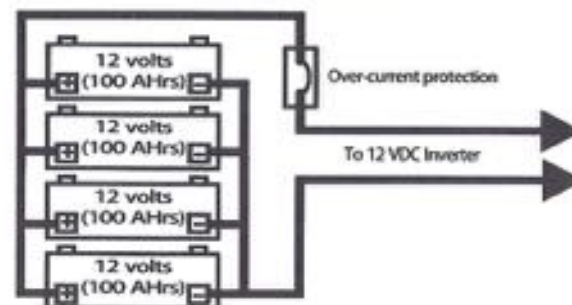 12 volts
(100 AHrs)
+
−
12 volts
(100 AHrs)
+
−
12 volts
(100 AHrs)
+
−
12 volts
(100 AHrs)
+
−
Over-current protection
To 12 VDC Inverter